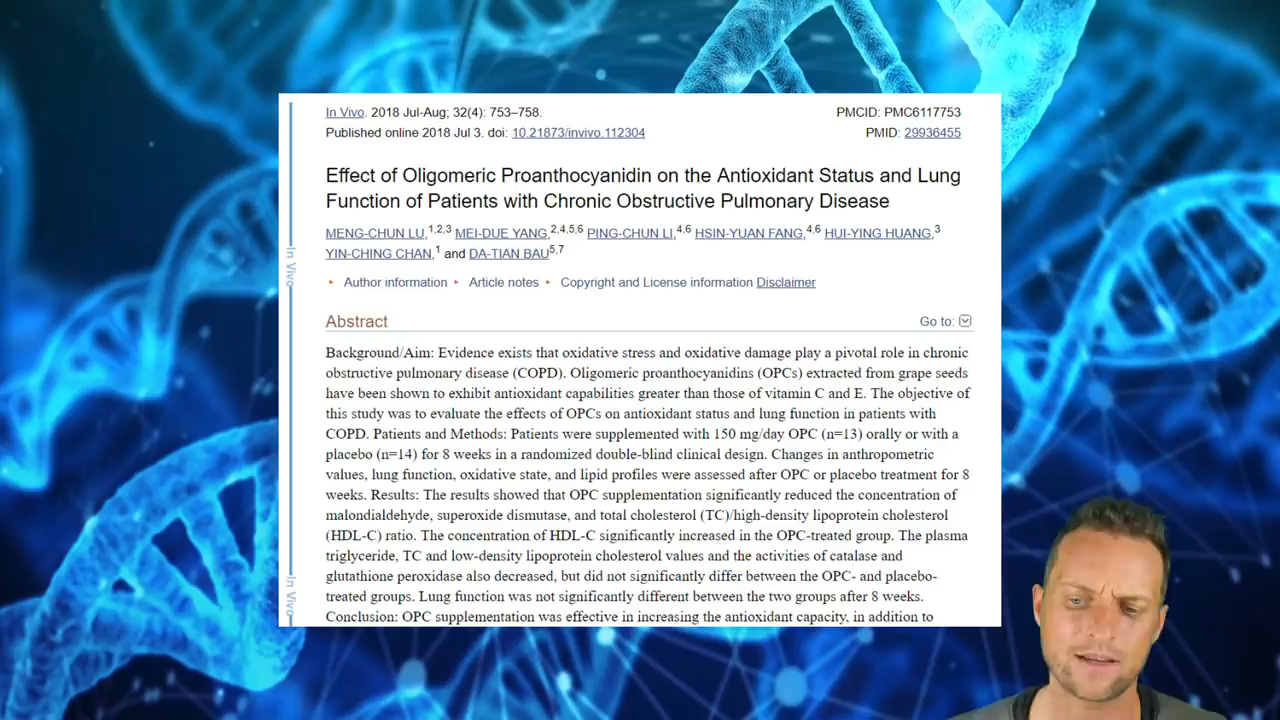 In Vivo. 2018 Jul-Aug; 32(4): 753–758.
PMCID: PMC6117753
Published online 2018 Jul 3. doi: 10.21873/invivo.112304
PMID: 29936455
Effect of Oligomeric Proanthocyanidin on the Antioxidant Status and Lung
Function of Patients with Chronic Obstructive Pulmonary Disease
MENG-CHUN LU,1,2,3 MEI-DUE YANG,2,4,5,6 PING-CHUN LI,4,6 HSIN-YUAN FANG,4,6 HUI-YING HUANG,3
YIN-CHING CHAN,1 and DA-TIAN BAU5,7
Author information
Article notes
Copyright and License information Disclaimer
Abstract
Go to:
Background/Aim: Evidence exists that oxidative stress and oxidative damage play a pivotal role in chronic
obstructive pulmonary disease (COPD). Oligomeric proanthocyanidins (OPCs) extracted from grape seeds
have been shown to exhibit antioxidant capabilities greater than those of vitamin C and E. The objective of
this study was to evaluate the effects of OPCs on antioxidant status and lung function in patients with
COPD. Patients and Methods: Patients were supplemented with 150 mg/day OPC (n=13) orally or with a
placebo (n=14) for 8 weeks in a randomized double-blind clinical design. Changes in anthropometric
values, lung function, oxidative state, and lipid profiles were assessed after OPC or placebo treatment for 8
weeks. Results: The results showed that OPC supplementation significantly reduced the concentration of
malondialdehyde, superoxide dismutase, and total cholesterol (TC)/high-density lipoprotein cholesterol
(HDL-C) ratio. The concentration of HDL-C significantly increased in the OPC-treated group. The plasma
triglyceride, TC and low-density lipoprotein cholesterol values and the activities of catalase and
glutathione peroxidase also decreased, but did not significantly differ between the OPC- and placebo-
treated groups. Lung function was not significantly different between the two groups after 8 weeks.
Conclusion: OPC supplementation was effective in increasing the antioxidant capacity, in addition to
In Vivo
In Vivo